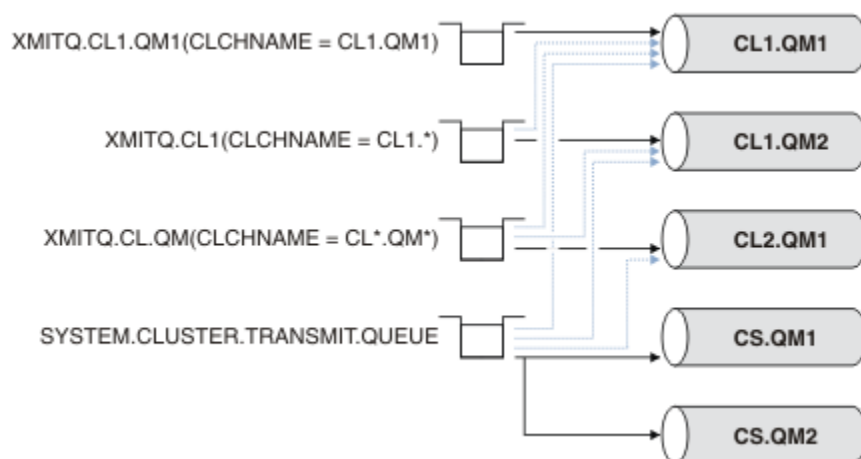 XMITQ.CL1.QM1(CLCHNAME = CL1.QM1)
CL1.QM1
XMITQ.CL1(CLCHNAME = CL1.*)
CL1.QM2
XMITQ.CL.QM(CLCHNAME = CL*.QM*)
CL2.QM1
SYSTEM.CLUSTER.TRANSMIT.QUEUE
CS.QM1
CS.QM2